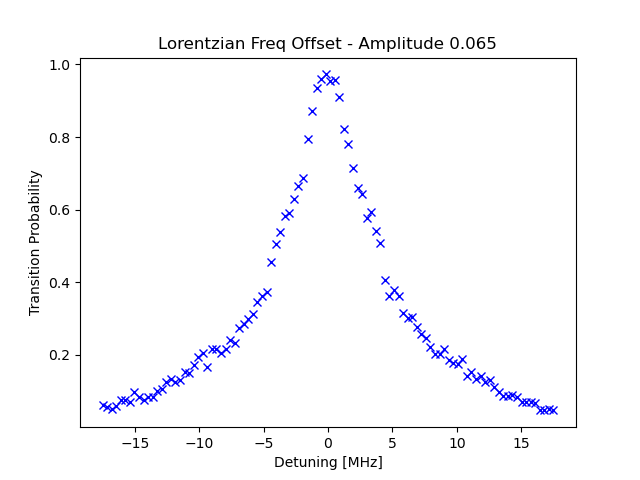 Lorentzian Freq Offset - Amplitude 0.065
1.0
0.8
0.6
0.4
0.2
Transition Probability
−15 −10 −5 0 5 10 15
Detuning [MHz]